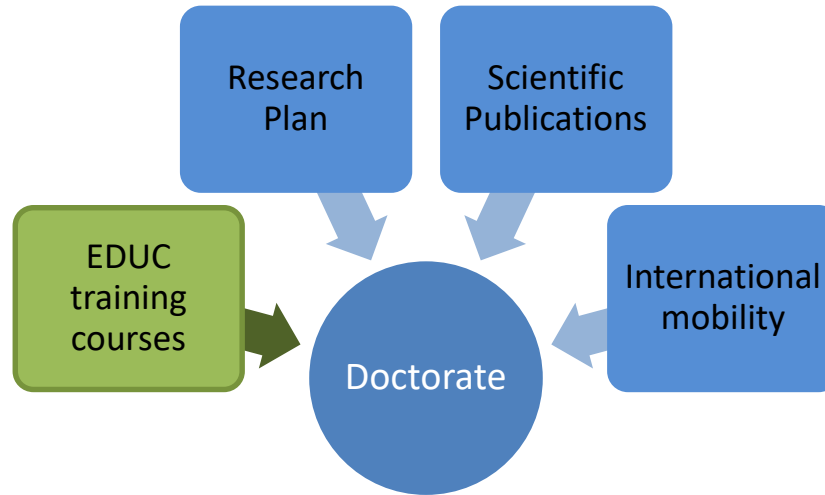 Research
Plan
Scientific
Publications
EDUC
training
courses
International
mobility
Doctorate